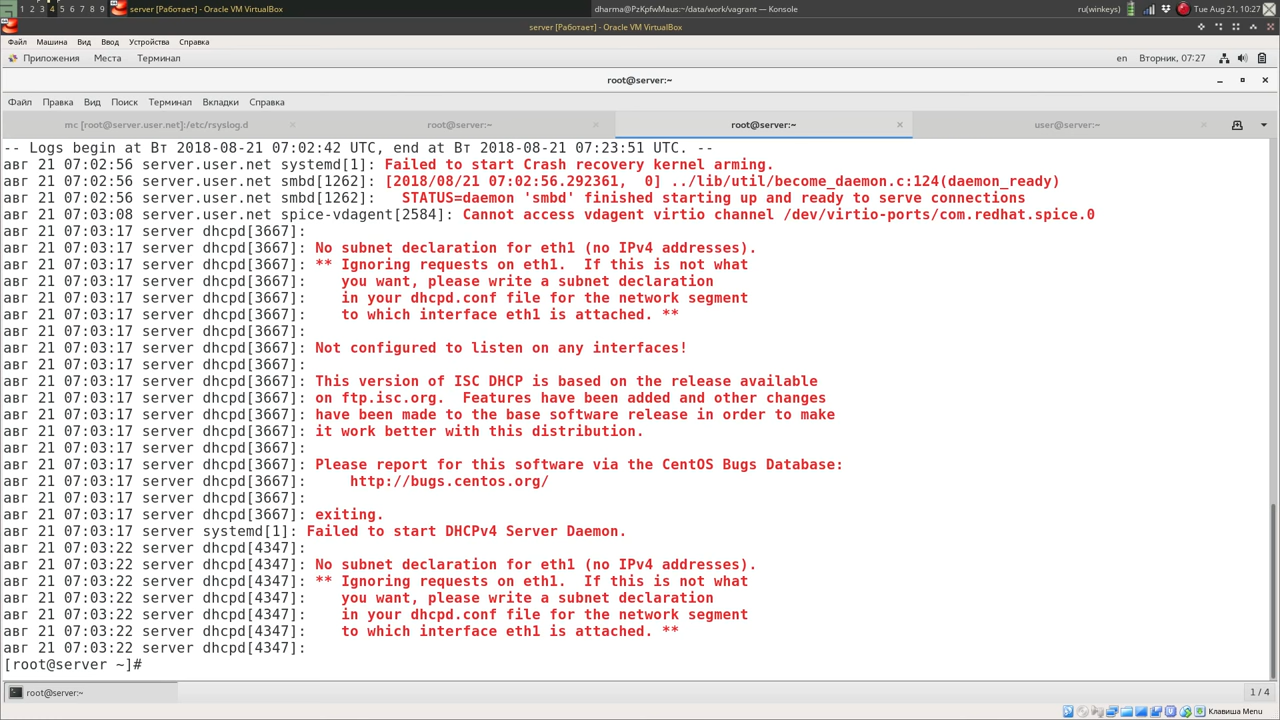 1 2 3 4 5 6 7 8 9 server [Работает] - Oracle VM VirtualBox dharma@PzKpfwMaus:~/data/work/vagrant — Konsole ru(winkeys) Tue Aug 21, 10:27
server [Работает] - Oracle VM VirtualBox
Файл Машина Вид Ввод Устройства Справка
Приложения Места Терминал en Вторник, 07:27
root@server:~
Файл Правка Вид Поиск Терминал Вкладки Справка
mc [root@server.user.net]:/etc/rsyslog.d root@server:~ root@server:~ user@server:~
-- Logs begin at Вт 2018-08-21 07:02:42 UTC, end at Вт 2018-08-21 07:23:51 UTC. --
авг 21 07:02:56 server.user.net systemd[1]: Failed to start Crash recovery kernel arming.
авг 21 07:02:56 server.user.net smbd[1262]: [2018/08/21 07:02:56.292361,  0] ../lib/util/become_daemon.c:124(daemon_ready)
авг 21 07:02:56 server.user.net smbd[1262]:   STATUS=daemon 'smbd' finished starting up and ready to serve connections
авг 21 07:03:08 server.user.net spice-vdagent[2584]: Cannot access vdagent virtio channel /dev/virtio-ports/com.redhat.spice.0
авг 21 07:03:17 server dhcpd[3667]:
авг 21 07:03:17 server dhcpd[3667]: No subnet declaration for eth1 (no IPv4 addresses).
авг 21 07:03:17 server dhcpd[3667]: ** Ignoring requests on eth1.  If this is not what
авг 21 07:03:17 server dhcpd[3667]:    you want, please write a subnet declaration
авг 21 07:03:17 server dhcpd[3667]:    in your dhcpd.conf file for the network segment
авг 21 07:03:17 server dhcpd[3667]:    to which interface eth1 is attached. **
авг 21 07:03:17 server dhcpd[3667]:
авг 21 07:03:17 server dhcpd[3667]: Not configured to listen on any interfaces!
авг 21 07:03:17 server dhcpd[3667]:
авг 21 07:03:17 server dhcpd[3667]: This version of ISC DHCP is based on the release available
авг 21 07:03:17 server dhcpd[3667]: on ftp.isc.org.  Features have been added and other changes
авг 21 07:03:17 server dhcpd[3667]: have been made to the base software release in order to make
авг 21 07:03:17 server dhcpd[3667]: it work better with this distribution.
авг 21 07:03:17 server dhcpd[3667]:
авг 21 07:03:17 server dhcpd[3667]: Please report for this software via the CentOS Bugs Database:
авг 21 07:03:17 server dhcpd[3667]:     http://bugs.centos.org/
авг 21 07:03:17 server dhcpd[3667]:
авг 21 07:03:17 server dhcpd[3667]: exiting.
авг 21 07:03:17 server systemd[1]: Failed to start DHCPv4 Server Daemon.
авг 21 07:03:22 server dhcpd[4347]:
авг 21 07:03:22 server dhcpd[4347]: No subnet declaration for eth1 (no IPv4 addresses).
авг 21 07:03:22 server dhcpd[4347]: ** Ignoring requests on eth1.  If this is not what
авг 21 07:03:22 server dhcpd[4347]:    you want, please write a subnet declaration
авг 21 07:03:22 server dhcpd[4347]:    in your dhcpd.conf file for the network segment
авг 21 07:03:22 server dhcpd[4347]:    to which interface eth1 is attached. **
авг 21 07:03:22 server dhcpd[4347]:
[root@server ~]#
root@server:~ 1 / 4
Клавиша Menu